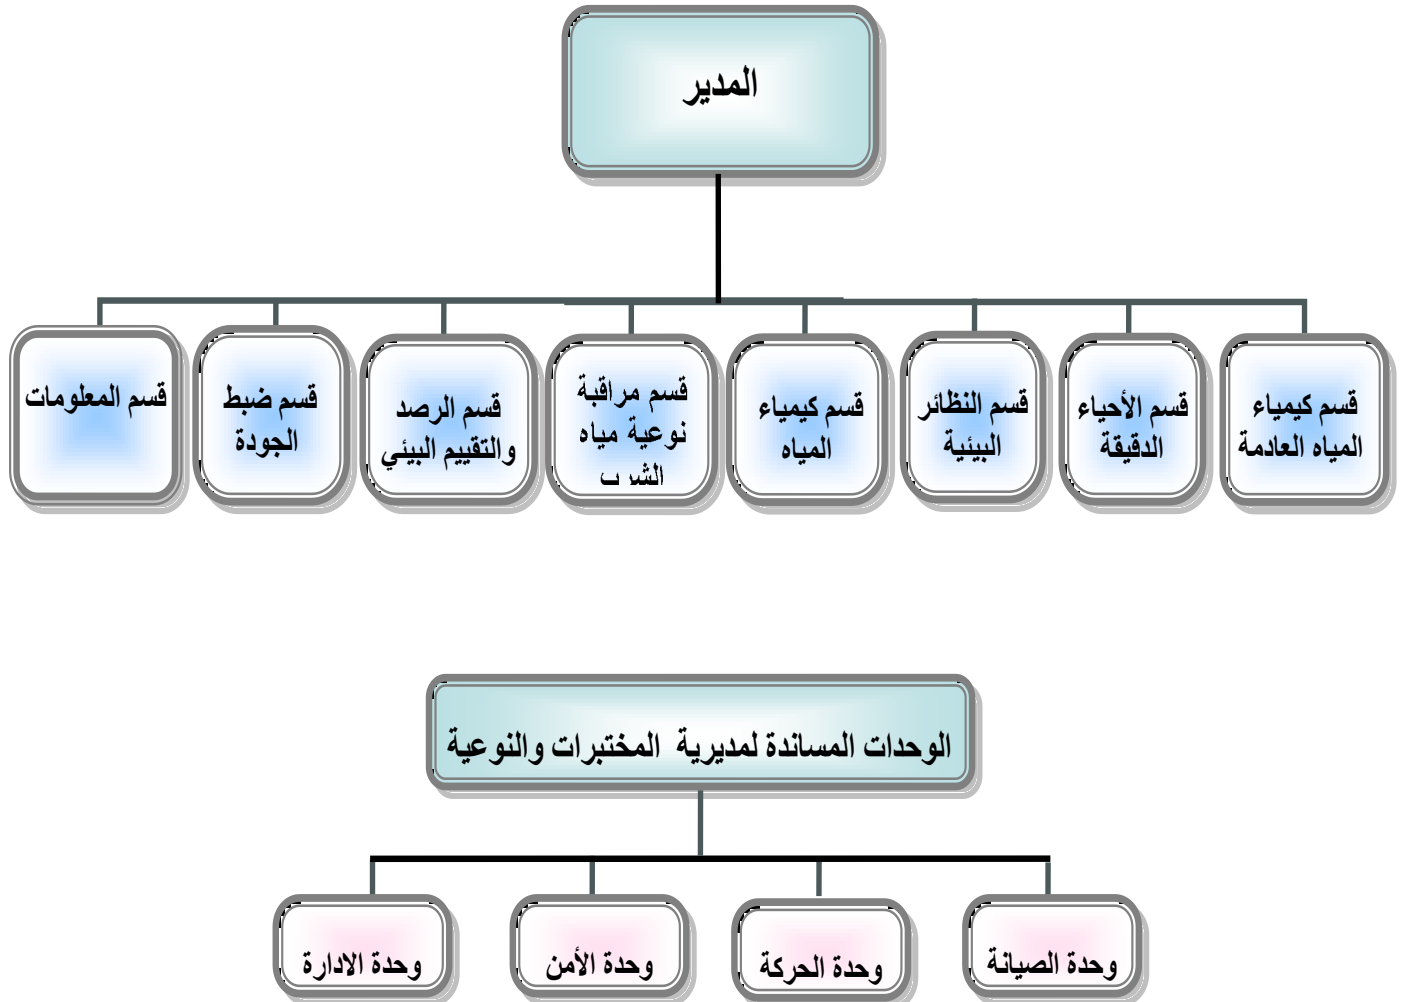 المدير
قسم كيمياء
المياه العادمة
قسم الأحياء
الدقيقة
قسم النظائر
البيئية
قسم كيمياء
المياه
قسم مراقبة
نوعية مياه
الشرب
قسم الرصد
والتقييم البيئي
قسم ضبط
الجودة
قسم المعلومات
الوحدات المساندة لمديرية المختبرات والنوعية
وحدة الصيانة
وحدة الحركة
وحدة الأمن
وحدة الادارة